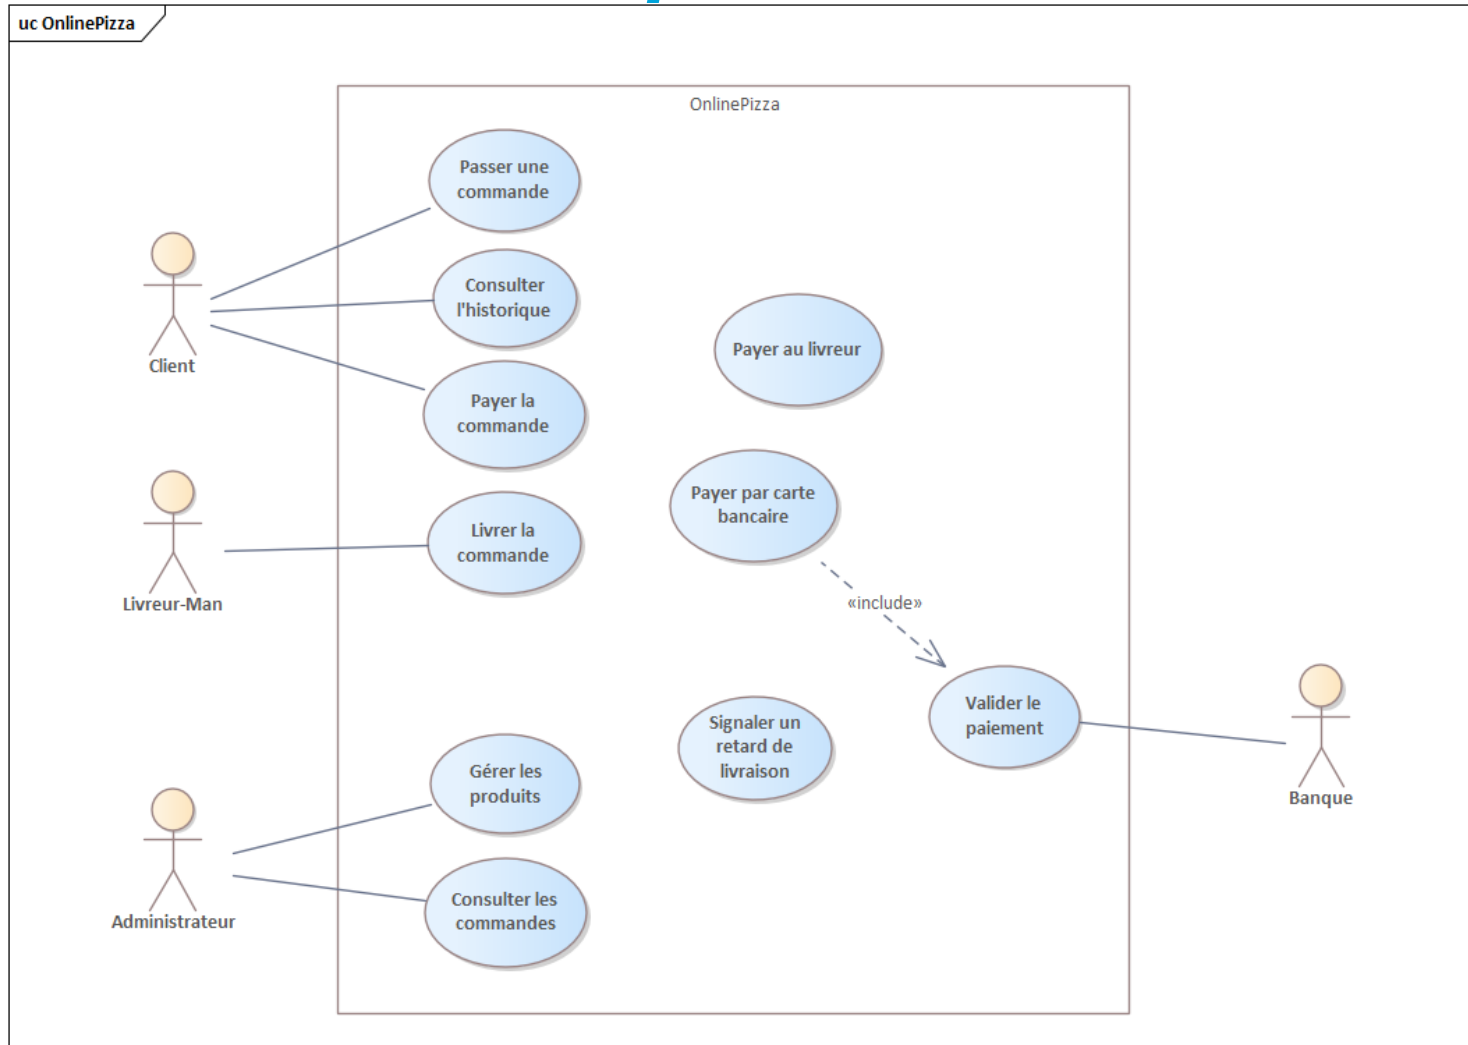 uc OnlinePizza
OnlinePizza
Passer une
commande
Consulter
l'historique
Client
Payer la
commande
Payer au livreur
Payer par carte
bancaire
Livrer la
commande
Livreur-Man
«include»
Valider le
paiement
Signaler un
retard de
livraison
Banque
Gérer les
produits
Administrateur
Consulter les
commandes